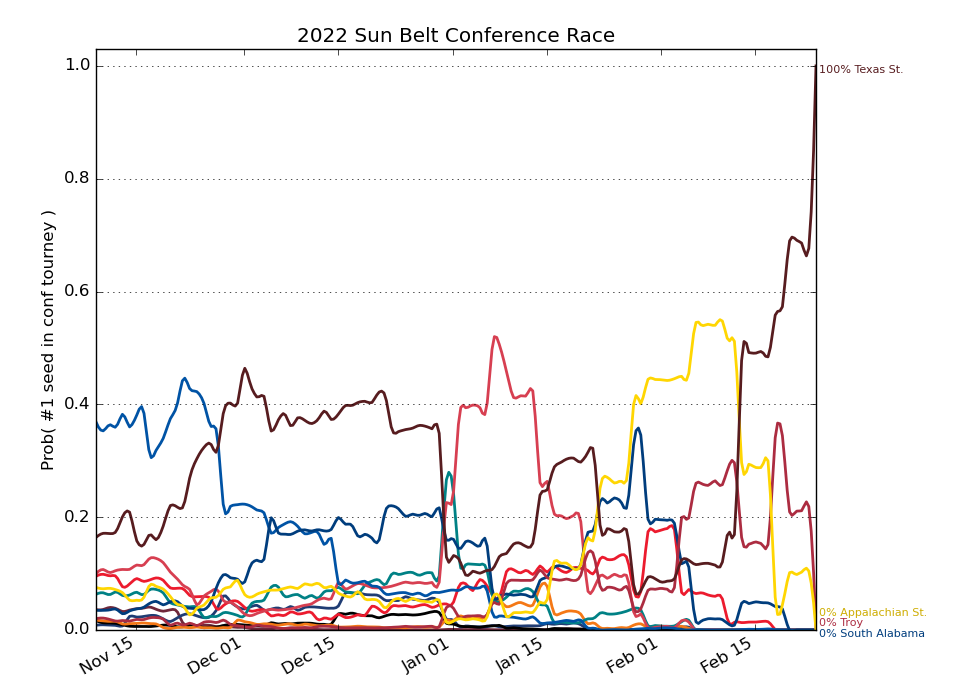 2022 Sun Belt Conference Race
Prob( #1 seed in conf tourney )
1.0
0.8
0.6
0.4
0.2
0.0
Nov 15
Dec 01
Dec 15
Jan 01
Jan 15
Feb 01
Feb 15
100% Texas St.
0% Appalachian St.
0% Troy
0% South Alabama